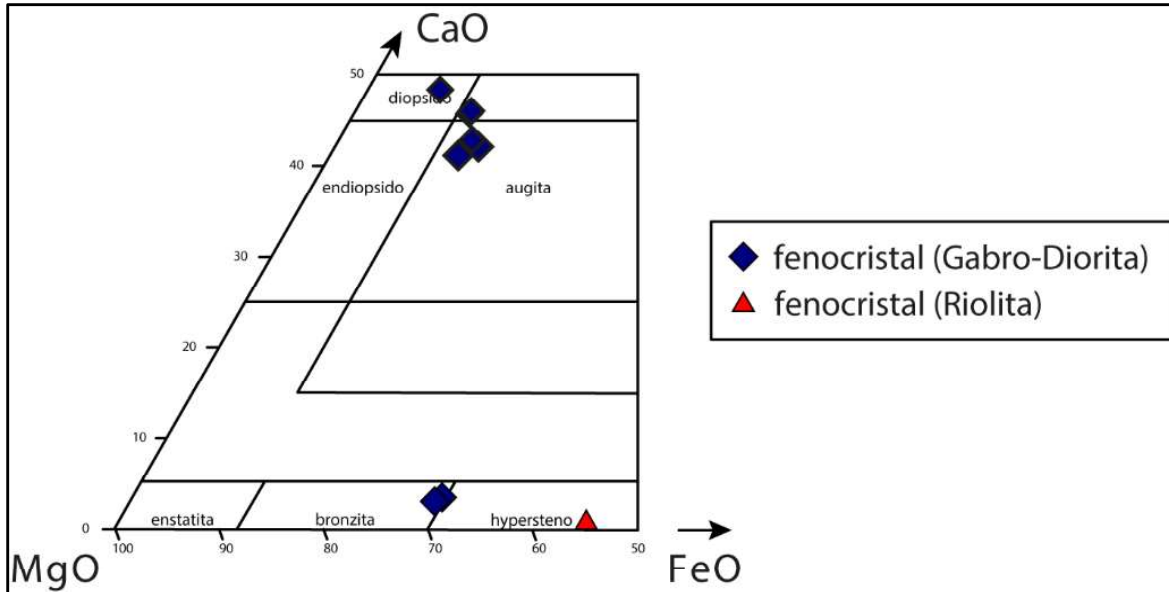 CaO
50
diopsido
40
endiopsido
augita
30
20
10
0
enstatita
bronzita
hypersteno
100
90
80
70
60
50
MgO
FeO
fenocristal (Gabro-Diorita)
fenocristal (Riolita)